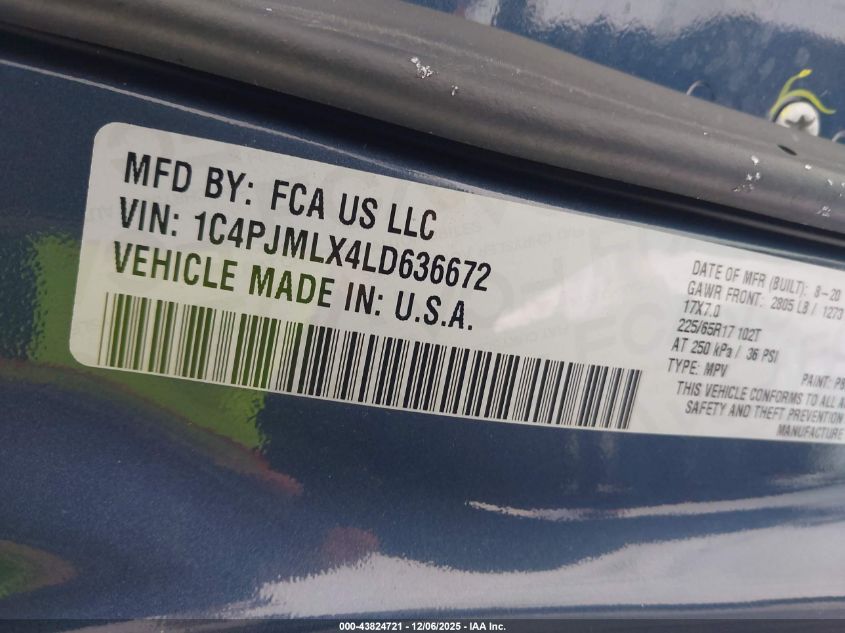 MFD BY: FCA US LLC
VIN: 1C4PJMLX4LD636672
VEHICLE MADE IN: U.S.A.
DATE OF MFR (BUILT): 8-20
GAWR FRONT: 2805 LB / 1273
17X7.0
225/65R17 102T
AT 250 kPa / 36 PSI
TYPE: MPV
PAINT: PB
THIS VEHICLE CONFORMS TO ALL A
SAFETY AND THEFT PREVENTION
MANUFACTURE
000-43824721 - 12/06/2025 - IAA Inc.